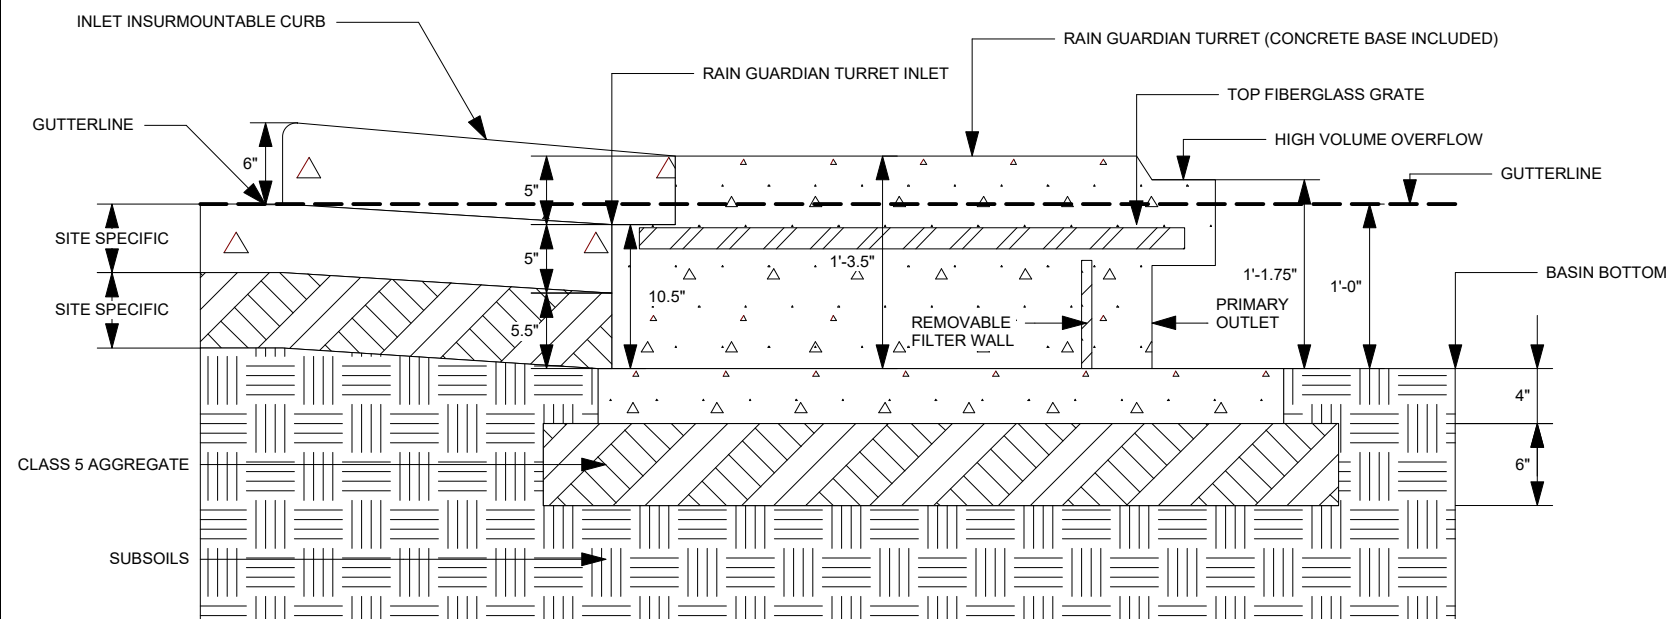 INLET INSURMOUNTABLE CURB
RAIN GUARDIAN TURRET (CONCRETE BASE INCLUDED)
RAIN GUARDIAN TURRET INLET
TOP FIBERGLASS GRATE
GUTTERLINE
HIGH VOLUME OVERFLOW
6"
5"
GUTTERLINE
SITE SPECIFIC
5"
1'-3.5"
1'-1.75"
1'-0"
BASIN BOTTOM
10.5"
SITE SPECIFIC
5.5"
REMOVABLE
FILTER WALL
PRIMARY
OUTLET
4"
CLASS 5 AGGREGATE
6"
SUBSOILS